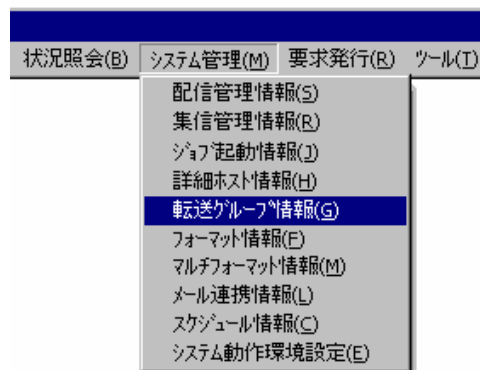 状況照会(B) システム管理(M) 要求発行(R) ツール(T)
配信管理情報(S)
集信管理情報(R)
ジョブ起動情報(J)
詳細ホスト情報(H)
転送グループ情報(G)
フォーマット情報(F)
マルチフォーマット情報(M)
メール連携情報(L)
スケジュール情報(C)
システム動作環境設定(E)